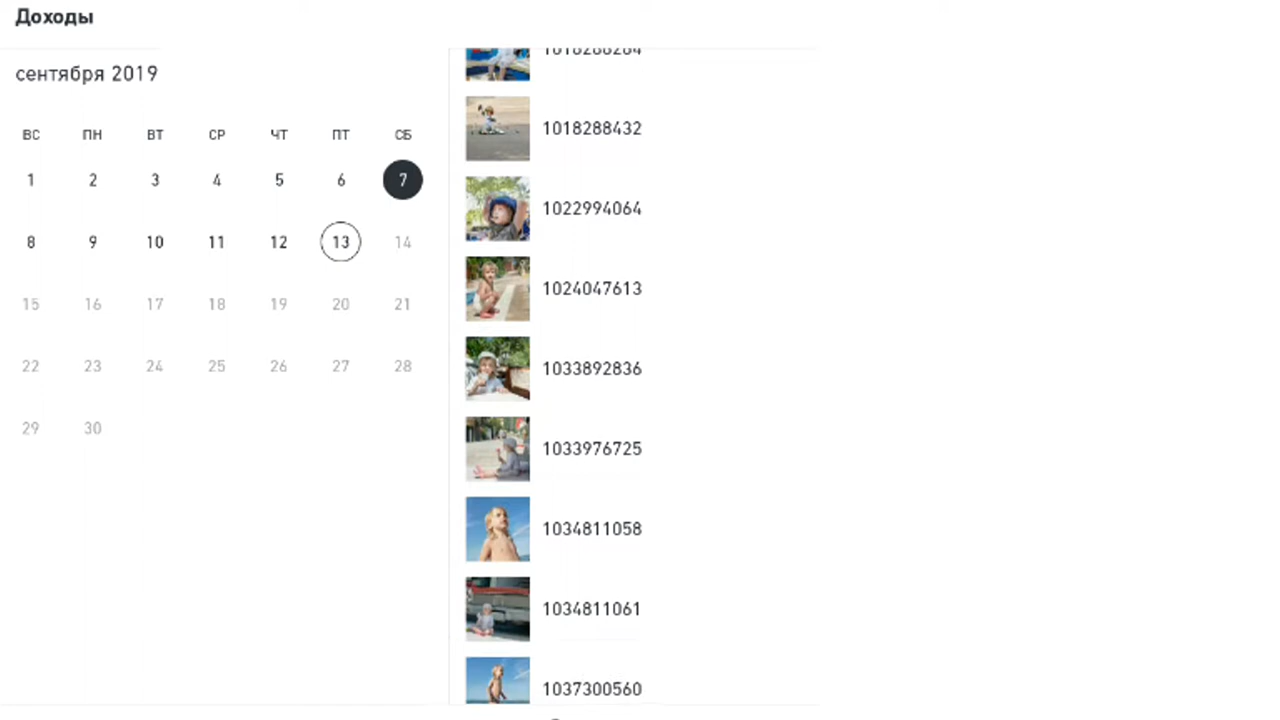 Доходы
сентября 2019
ВС ПН ВТ СР ЧТ ПТ СБ
1 2 3 4 5 6 7
8 9 10 11 12 13 14
15 16 17 18 19 20 21
22 23 24 25 26 27 28
29 30
1018288432
1022994064
1024047613
1033892836
1033976725
1034811058
1034811061
1037300560